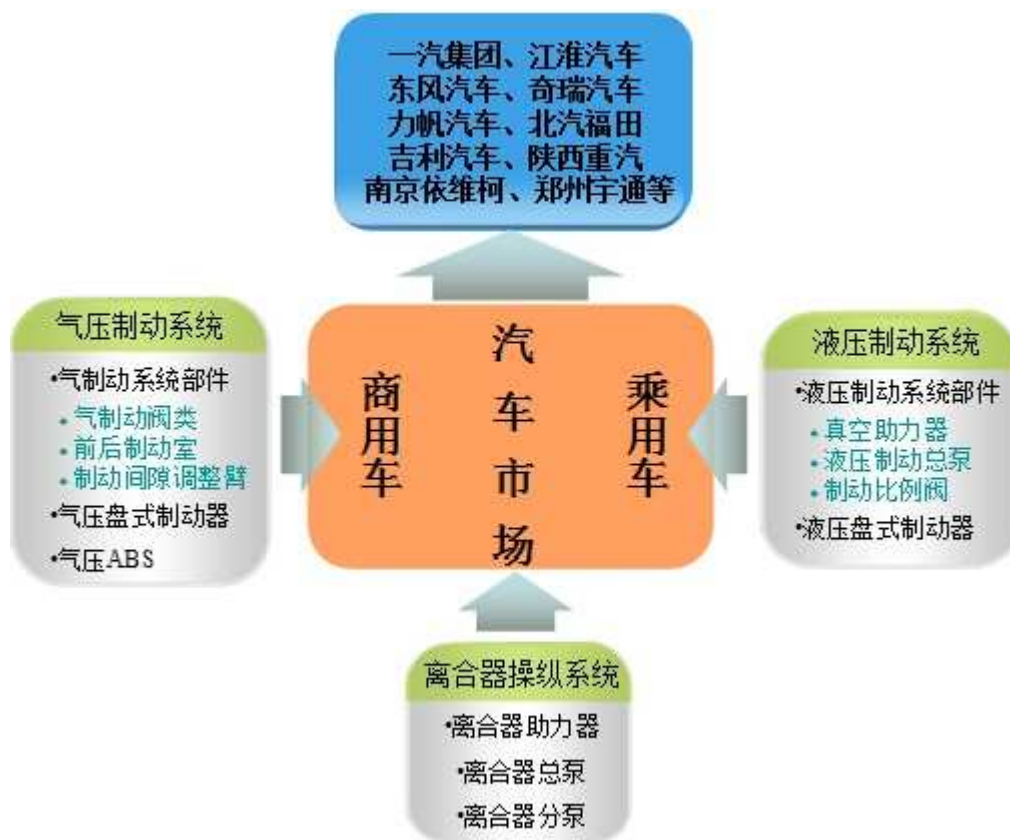 一汽集团、江淮汽车
东风汽车、奇瑞汽车
力帆汽车、北汽福田
吉利汽车、陕西重汽
南京依维柯、郑州宇通等
气压制动系统
•气制动系统部件
•气制动阀类
•前后制动室
•制动间隙调整臂
•气压盘式制动器
•气压ABS
商用车
汽车市场
乘用车
液压制动系统
•液压制动系统部件
•真空助力器
•液压制动总泵
•制动比例阀
•液压盘式制动器
离合器操纵系统
•离合器助力器
•离合器总泵
•离合器分泵